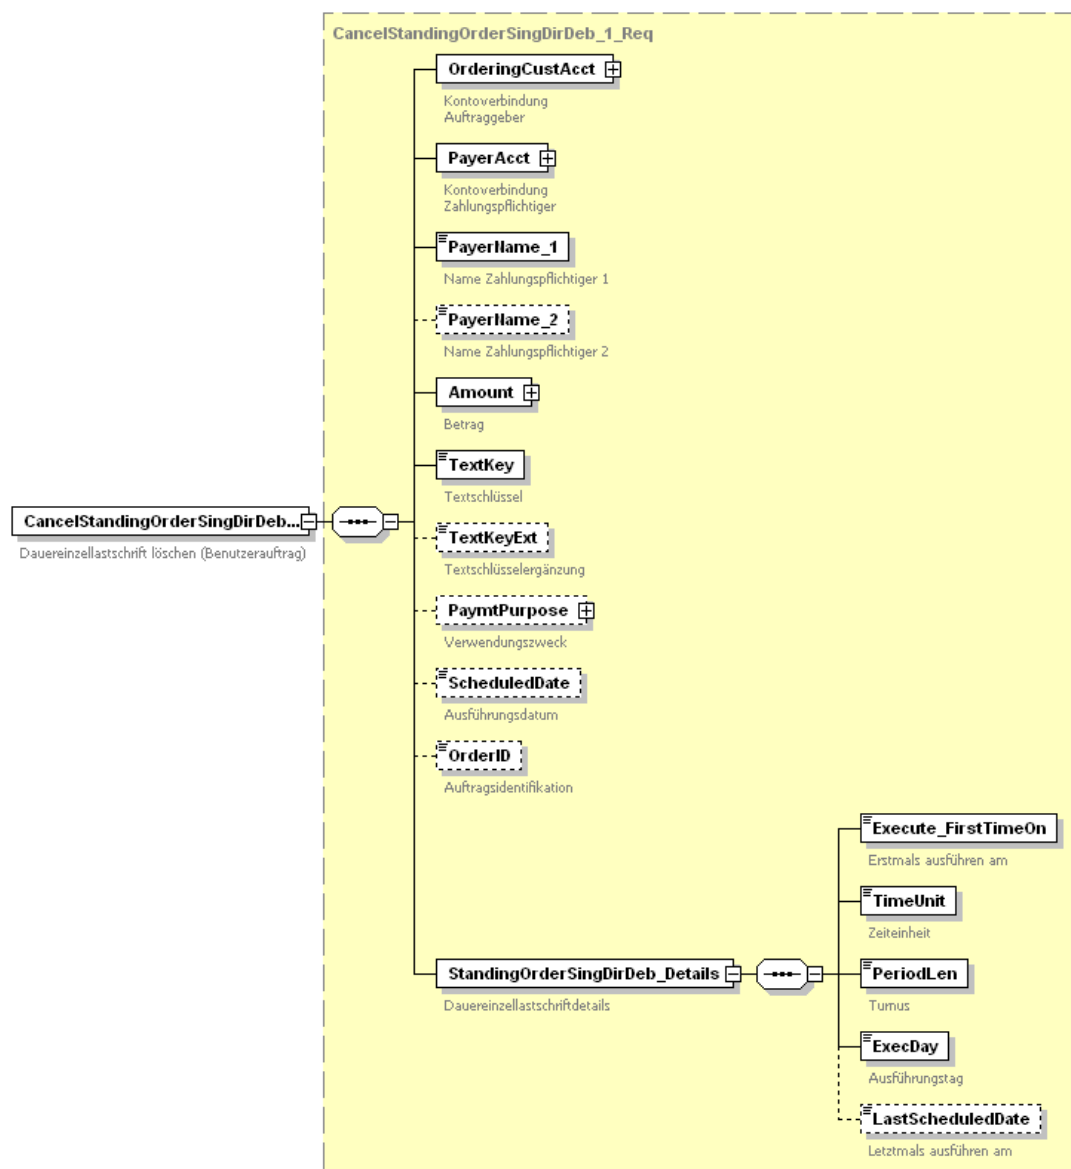 CancelStandingOrderSingDirDeb_1_Req
OrderingCustAcct
Kontoverbindung
Auftraggeber
PayerAcct
Kontoverbindung
Zahlungspflichtiger
PayerName_1
Name Zahlungspflichtiger 1
PayerName_2
Name Zahlungspflichtiger 2
Amount
Betrag
TextKey
Textschlüssel
CancelStandingOrderSingDirDeb...
Dauereinzellastschrift löschen (Benutzerauftrag)
TextKeyExt
Textschlüsselergänzung
PaymtPurpose
Verwendungszweck
ScheduledDate
Ausführungsdatum
OrderID
Auftragsidentifikation
StandingOrderSingDirDeb_Details
Dauereinzellastschriftdetails
Execute_FirstTimeOn
Erstmals ausführen am
TimeUnit
Zeiteinheit
PeriodLen
Turnus
ExecDay
Ausführungstag
LastScheduledDate
Letztmals ausführen am